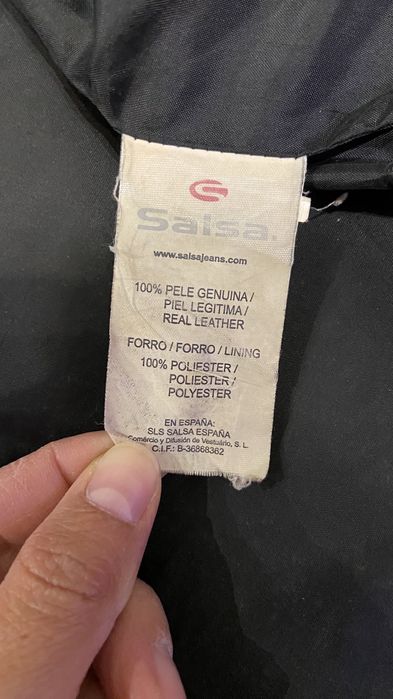 Salsa.
www.salsajeans.com
100% PELE GENUINA/
PIEL LEGITIMA/
REAL LEATHER
FORRO / FORRO / LINING
100% POLIESTER /
POLIESTER /
POLYESTER
EN ESPAÑA:
SLS SALSA ESPAÑA
Comércio y Difusión de Vestuário, S. L.
C.I.F.: B-36868362